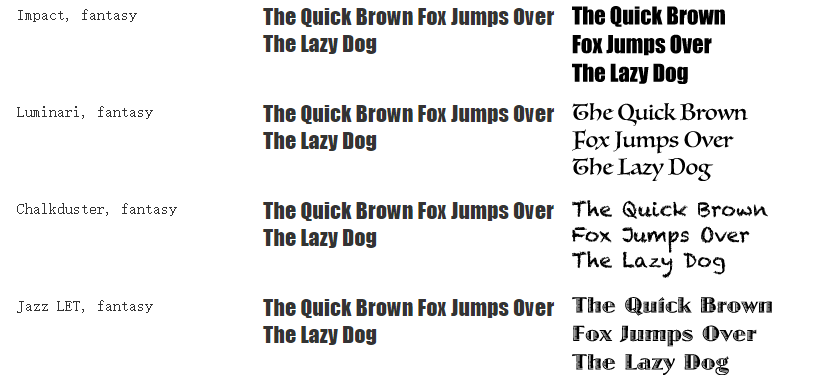 Impact, fantasy
The Quick Brown Fox Jumps Over
The Lazy Dog
The Quick Brown
Fox Jumps Over
The Lazy Dog
Luminari, fantasy
The Quick Brown Fox Jumps Over
The Lazy Dog
The Quick Brown
Fox Jumps Over
The Lazy Dog
Chalkduster, fantasy
The Quick Brown Fox Jumps Over
The Lazy Dog
The Quick Brown
Fox Jumps Over
The Lazy Dog
Jazz LET, fantasy
The Quick Brown Fox Jumps Over
The Lazy Dog
The Quick Brown
Fox Jumps Over
The Lazy Dog